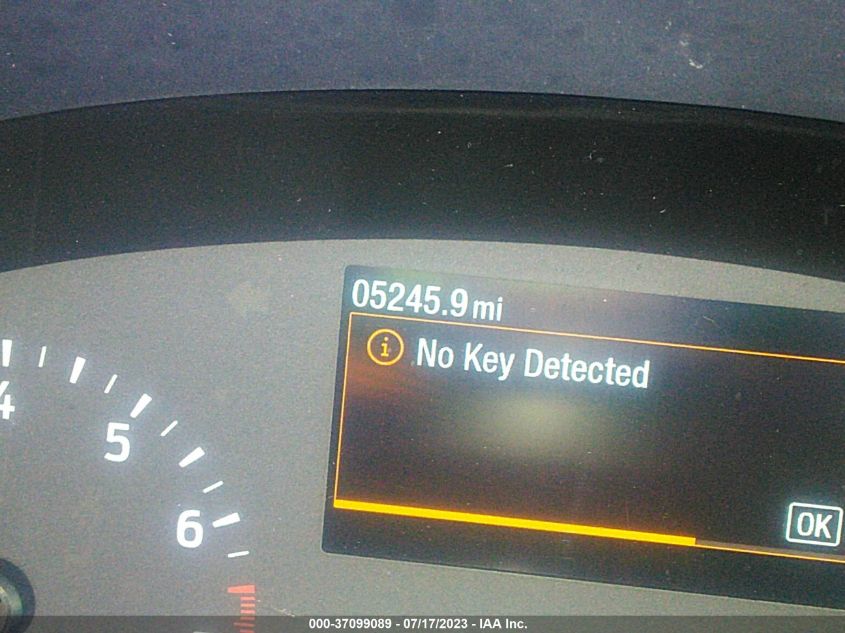 05245.9 mi
i No Key Detected
4
5
6
OK
000-37099089 - 07/17/2023 - IAA Inc.